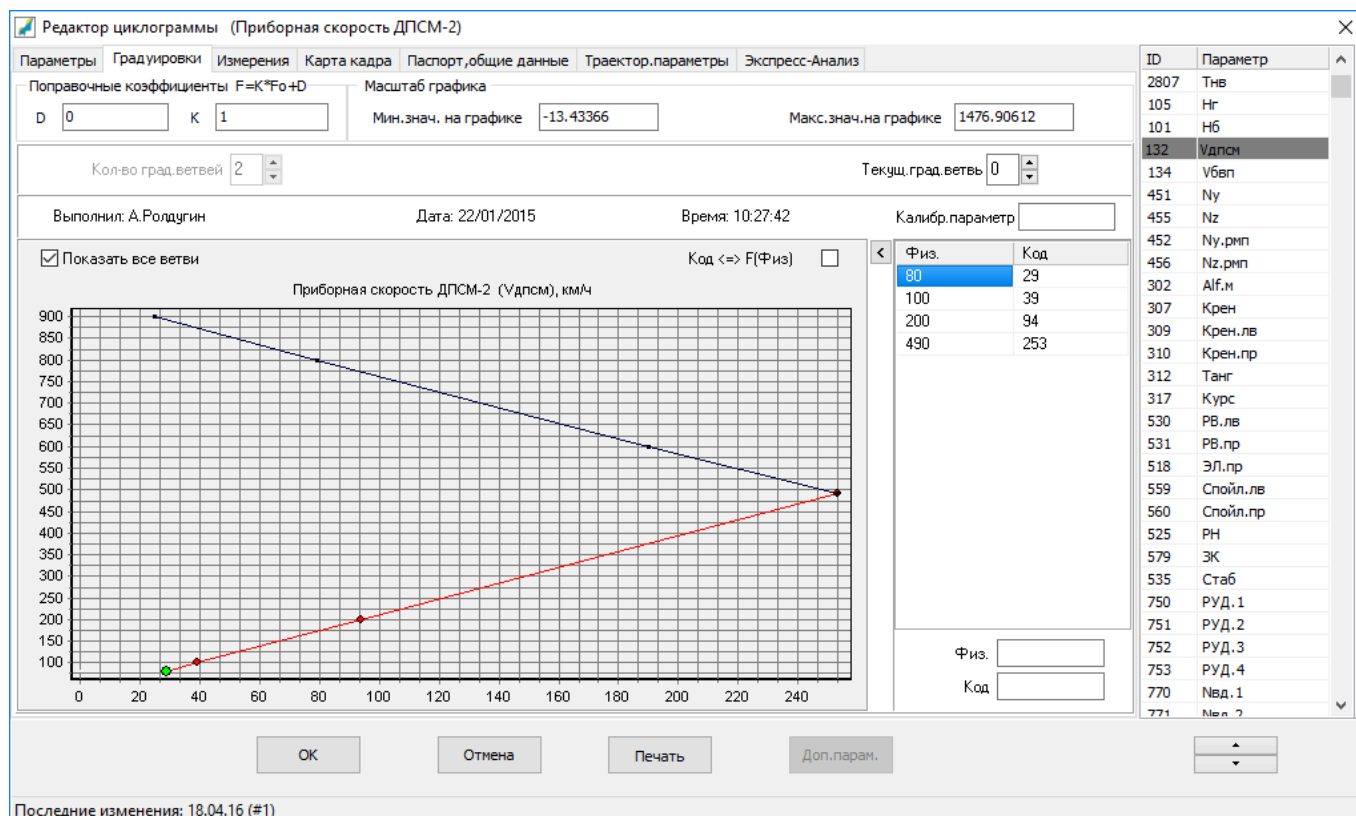 Редактор циклограммы (Приборная скорость ДПСМ-2)
Параметры Градуировки Измерения Карта кадра Паспорт,общие данные Траектор.параметры Экспресс-Анализ
Поправочные коэффициенты F=K*Fo+D
D 0 K 1
Масштаб графика
Мин.знач. на графике -13.43366 Макс.знач.на графике 1476.90612
Кол-во град.ветвей 2 Текущ.град.ветвь 0
Выполнил: А.Ролдугин Дата: 22/01/2015 Время: 10:27:42 Калибр.параметр
Показать все ветви Код <=> F(Физ) <
Приборная скорость ДПСМ-2 (Vдпсм), км/ч
900
850
800
750
700
650
600
550
500
450
400
350
300
250
200
150
100
0 20 40 60 80 100 120 140 160 180 200 220 240
Физ. Код
80 29
100 39
200 94
490 253
Физ.
Код
ID Параметр
2807 Tнв
105 Нг
101 Нб
132 Vдпсм
134 Vбвп
451 Ny
455 Nz
452 Ny.рмп
456 Nz.рмп
302 Alf.м
307 Крен
309 Крен.лв
310 Крен.пр
312 Танг
317 Курс
530 РВ.лв
531 РВ.пр
518 ЭЛ.пр
559 Спойл.лв
560 Спойл.пр
525 РН
579 ЗК
535 Стаб
750 РУД.1
751 РУД.2
752 РУД.3
753 РУД.4
770 Nвд.1
771 Nвд.2
OK Отмена Печать Доп.парам.
Последние изменения: 18.04.16 (#1)